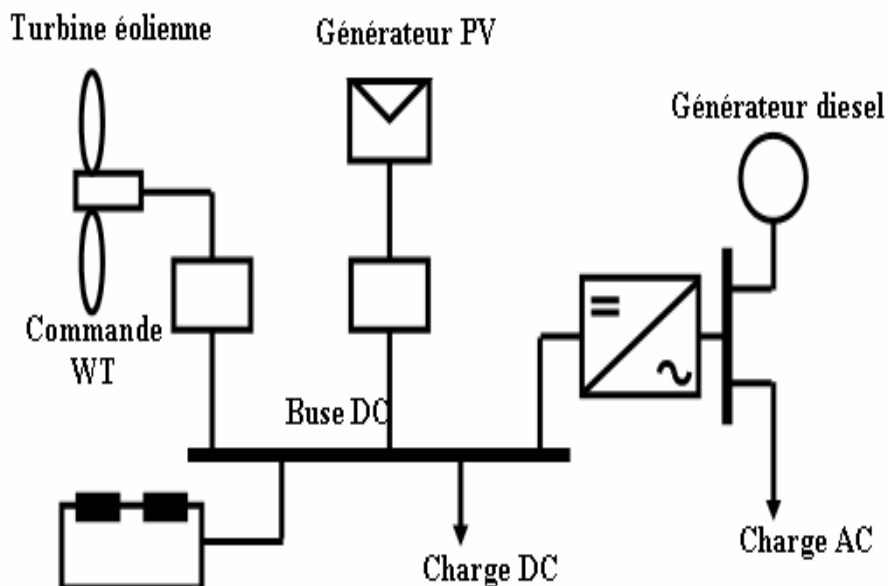 Turbine éolienne
Générateur PV
Générateur diesel
Commande
WT
Buse DC
Charge DC
Charge AC